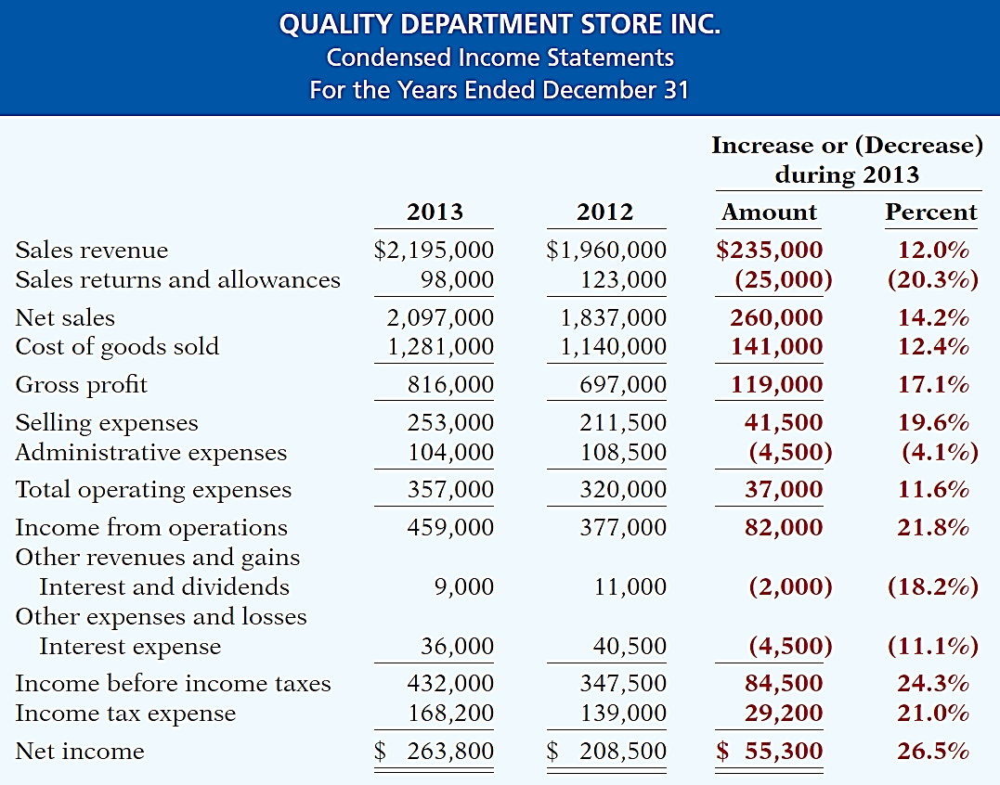 QUALITY DEPARTMENT STORE INC.
Condensed Income Statements
For the Years Ended December 31
Increase or (Decrease)
during 2013
2013 2012 Amount Percent
Sales revenue $2,195,000 $1,960,000 $235,000 12.0%
Sales returns and allowances 98,000 123,000 (25,000) (20.3%)
Net sales 2,097,000 1,837,000 260,000 14.2%
Cost of goods sold 1,281,000 1,140,000 141,000 12.4%
Gross profit 816,000 697,000 119,000 17.1%
Selling expenses 253,000 211,500 41,500 19.6%
Administrative expenses 104,000 108,500 (4,500) (4.1%)
Total operating expenses 357,000 320,000 37,000 11.6%
Income from operations 459,000 377,000 82,000 21.8%
Other revenues and gains
Interest and dividends 9,000 11,000 (2,000) (18.2%)
Other expenses and losses
Interest expense 36,000 40,500 (4,500) (11.1%)
Income before income taxes 432,000 347,500 84,500 24.3%
Income tax expense 168,200 139,000 29,200 21.0%
Net income $ 263,800 $ 208,500 $ 55,300 26.5%